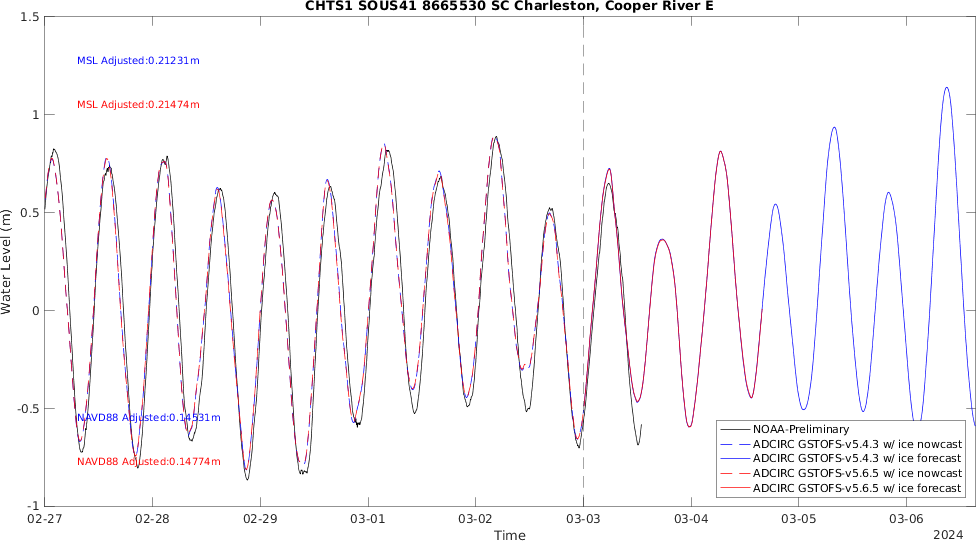 CHTS1 SOUS41 8665530 SC Charleston, Cooper River E
1.5
1
0.5
0
-0.5
-1
Water Level (m)
MSL Adjusted:0.21231m
MSL Adjusted:0.21474m
NAVD88 Adjusted:0.14531m
NAVD88 Adjusted:0.14774m
NOAA-Preliminary
ADCIRC GSTOFS-v5.4.3 w/ ice nowcast
ADCIRC GSTOFS-v5.4.3 w/ ice forecast
ADCIRC GSTOFS-v5.6.5 w/ ice nowcast
ADCIRC GSTOFS-v5.6.5 w/ ice forecast
02-27 02-28 02-29 03-01 03-02 03-03 03-04 03-05 03-06
Time
2024